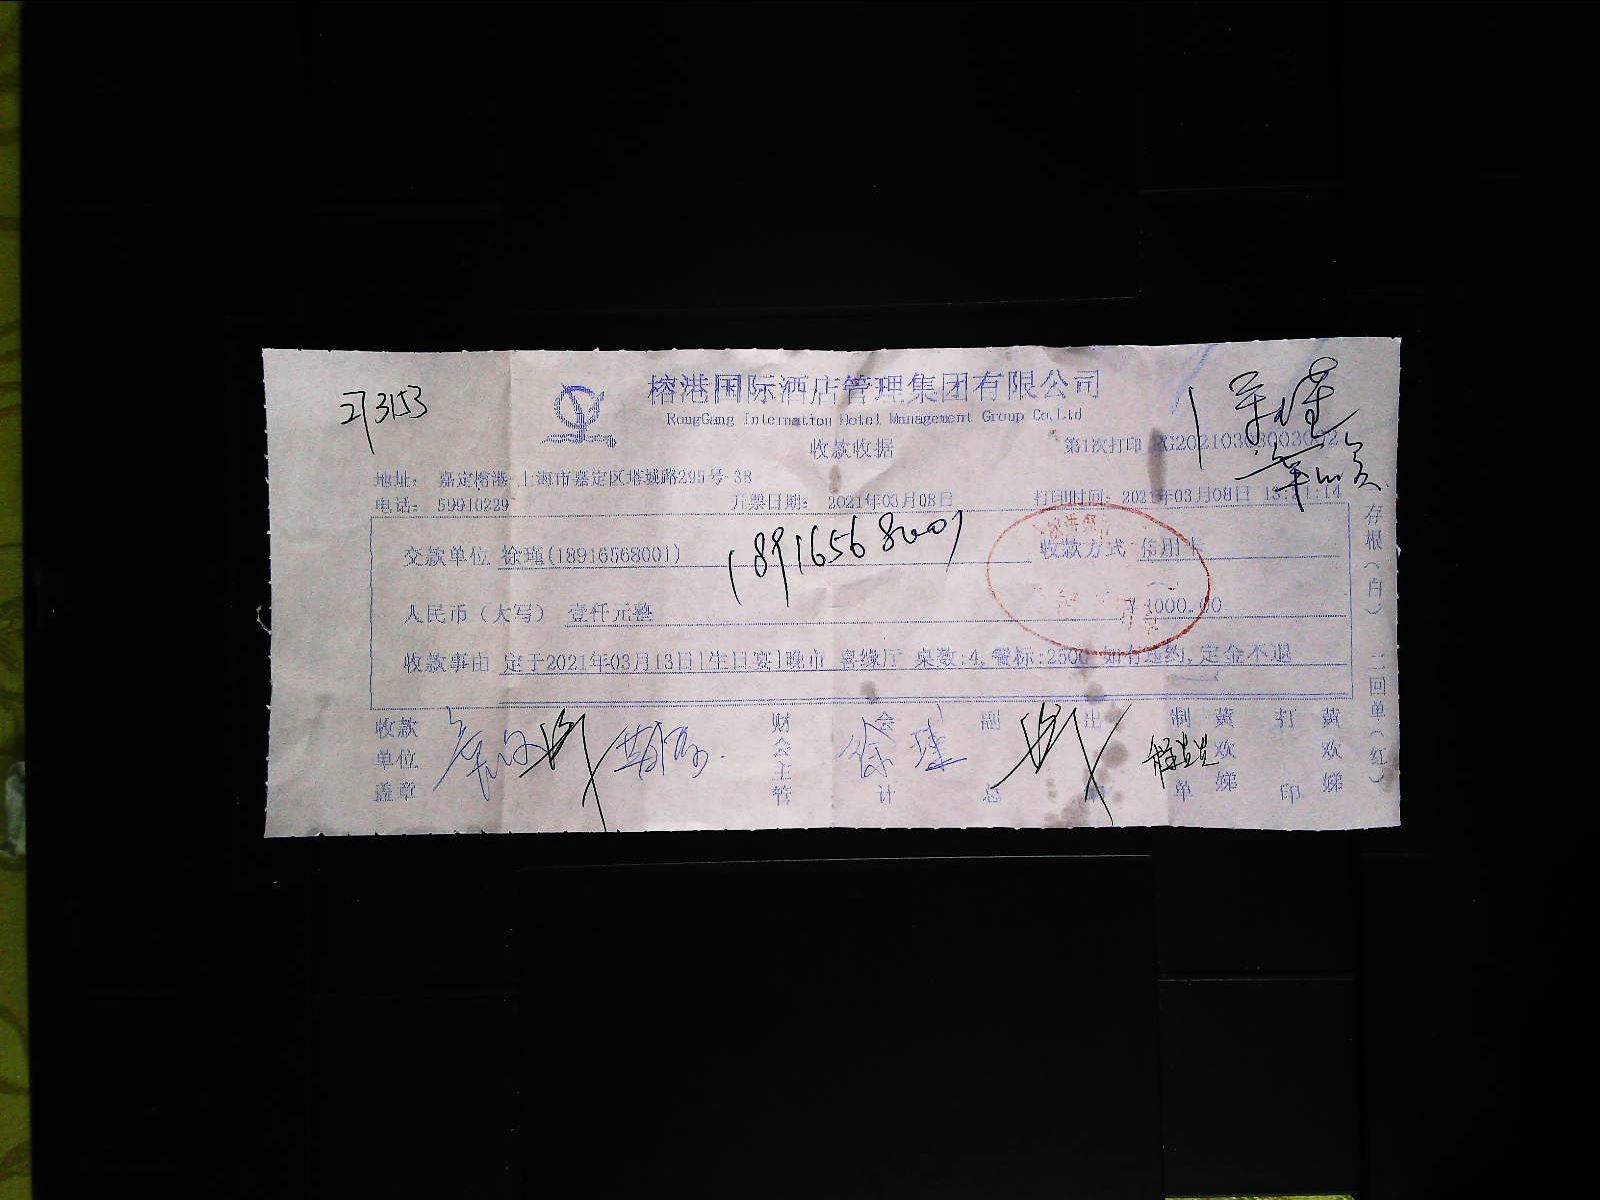 榕港国际酒店管理集团有限公司
RongGang Internation Hotel Management Group Co.Ltd
收款收据
第1次打印
地址： 嘉定榕港 上海市嘉定区塔城路295号-38
电话： 59910229 开票日期： 2021年03月08日 打印时间： 2021年03月08日
交款单位 徐瑾(18916568001) 收款方式 信用卡
18916568001
人民币（大写） 壹仟元整 ¥1000.00
收款事由 定于2021年03月13日|生日宴|晚市 喜缘厅 桌数:4,餐标:2500 如有违约,定金不退
收款单位盖章 财会主管 会计 副总 出纳 制单 黄欢娣 打印 黄欢娣
存根（白） 二回单（红）